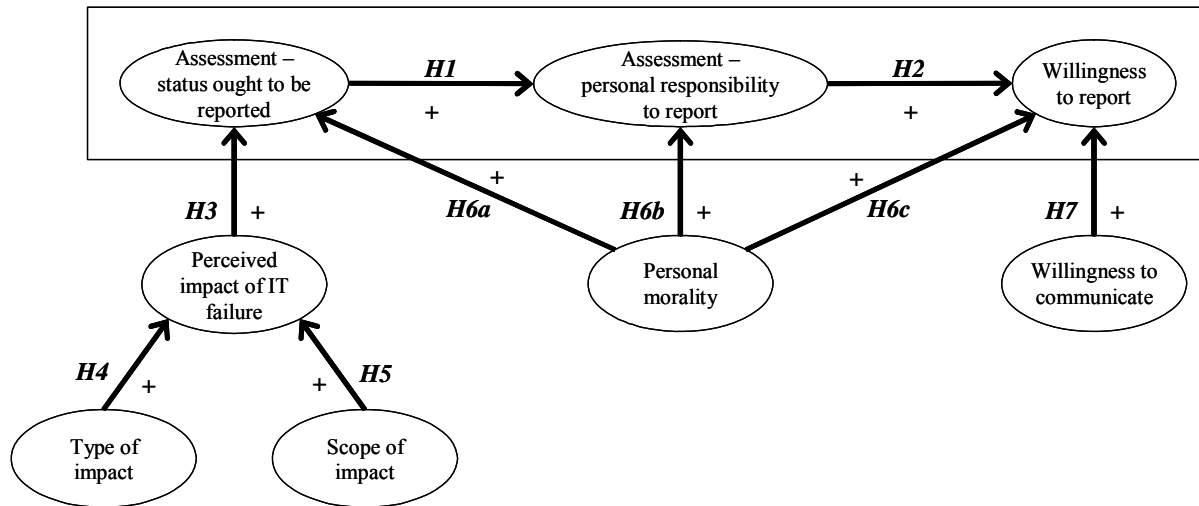 Assessment –
status ought to be
reported
H1
+
Assessment –
personal responsibility
to report
H2
+
Willingness
to report
H3
+
+
H6a
H6b
+
+
H6c
H7
+
Perceived
impact of IT
failure
Personal
morality
Willingness to
communicate
H4
+
+
H5
Type of
impact
Scope of
impact